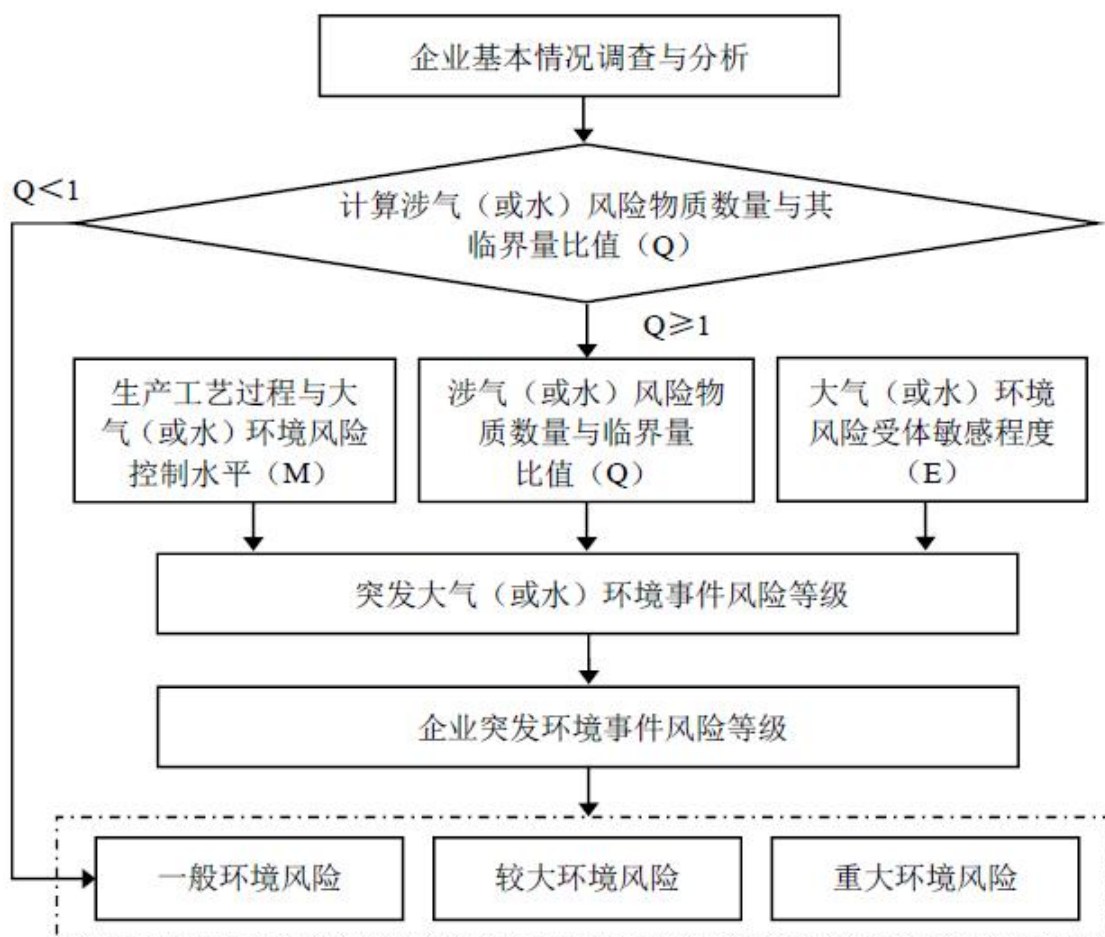 企业基本情况调查与分析
Q＜1
计算涉气（或水）风险物质数量与其
临界量比值（Q）
Q≥1
生产工艺过程与大
气（或水）环境风险
控制水平（M）
涉气（或水）风险物
质数量与临界量
比值（Q）
大气（或水）环境
风险受体敏感程度
（E）
突发大气（或水）环境事件风险等级
企业突发环境事件风险等级
一般环境风险
较大环境风险
重大环境风险